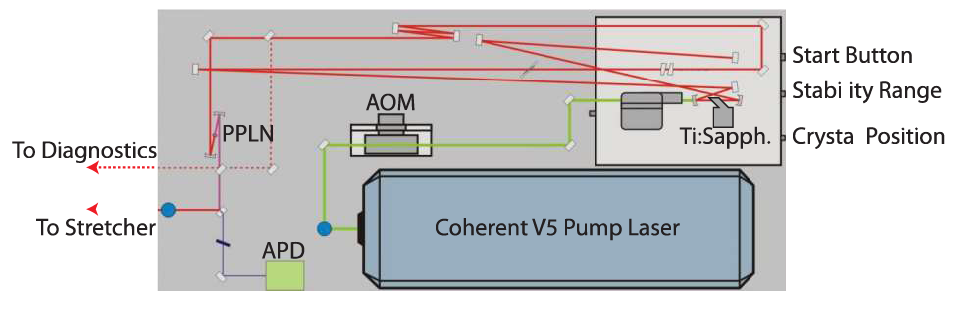 AOM
Start Button
Stabi ity Range
PPLN
Ti:Sapph.
Crysta Position
To Diagnostics
To Stretcher
Coherent V5 Pump Laser
APD